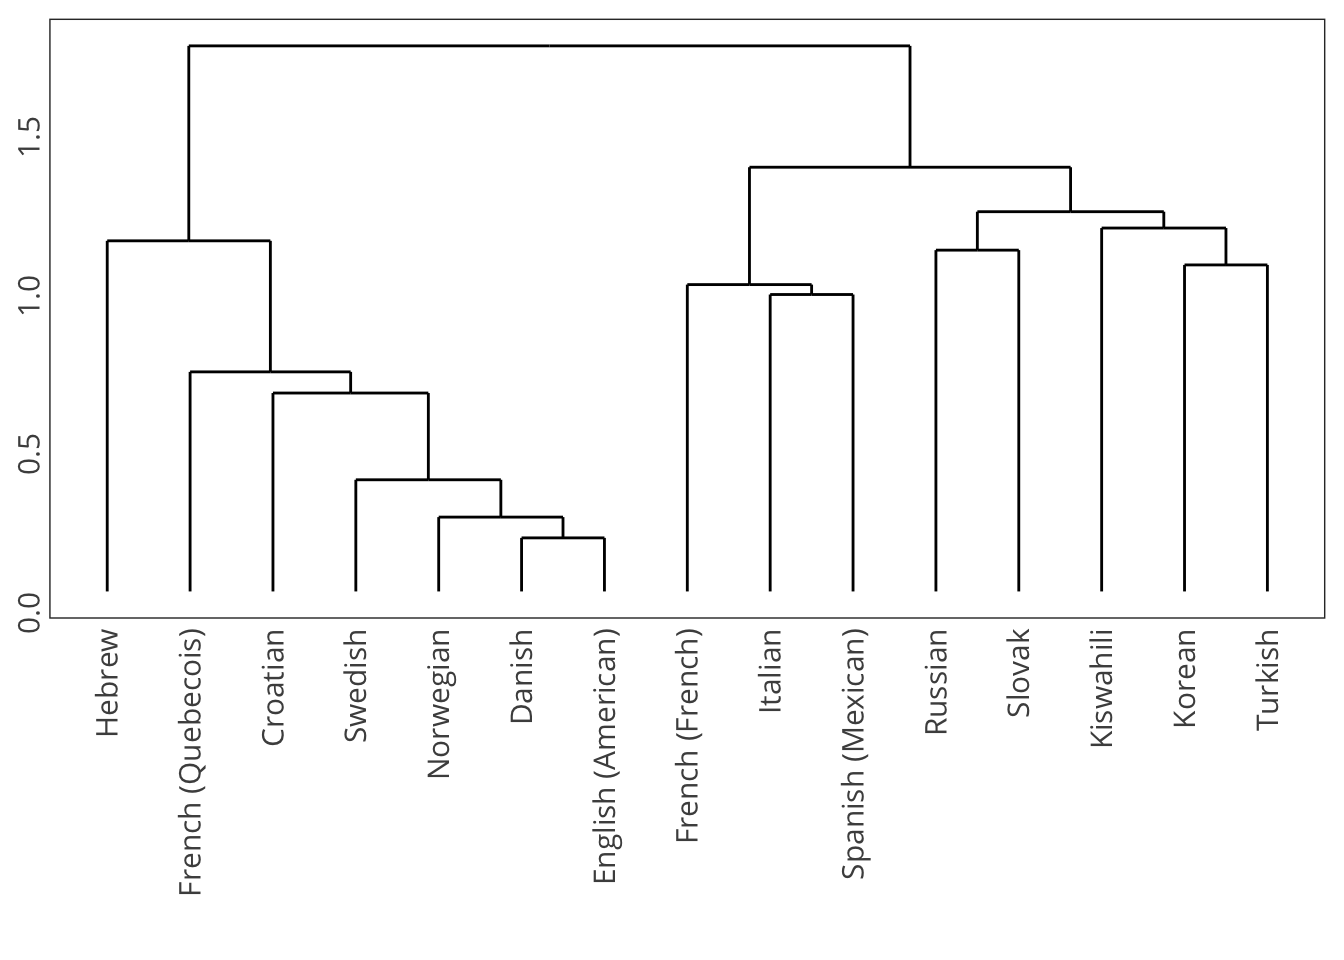 1.5
1.0
0.5
0.0
Hebrew
French (Quebecois)
Croatian
Swedish
Norwegian
Danish
English (American)
French (French)
Italian
Spanish (Mexican)
Russian
Slovak
Kiswahili
Korean
Turkish